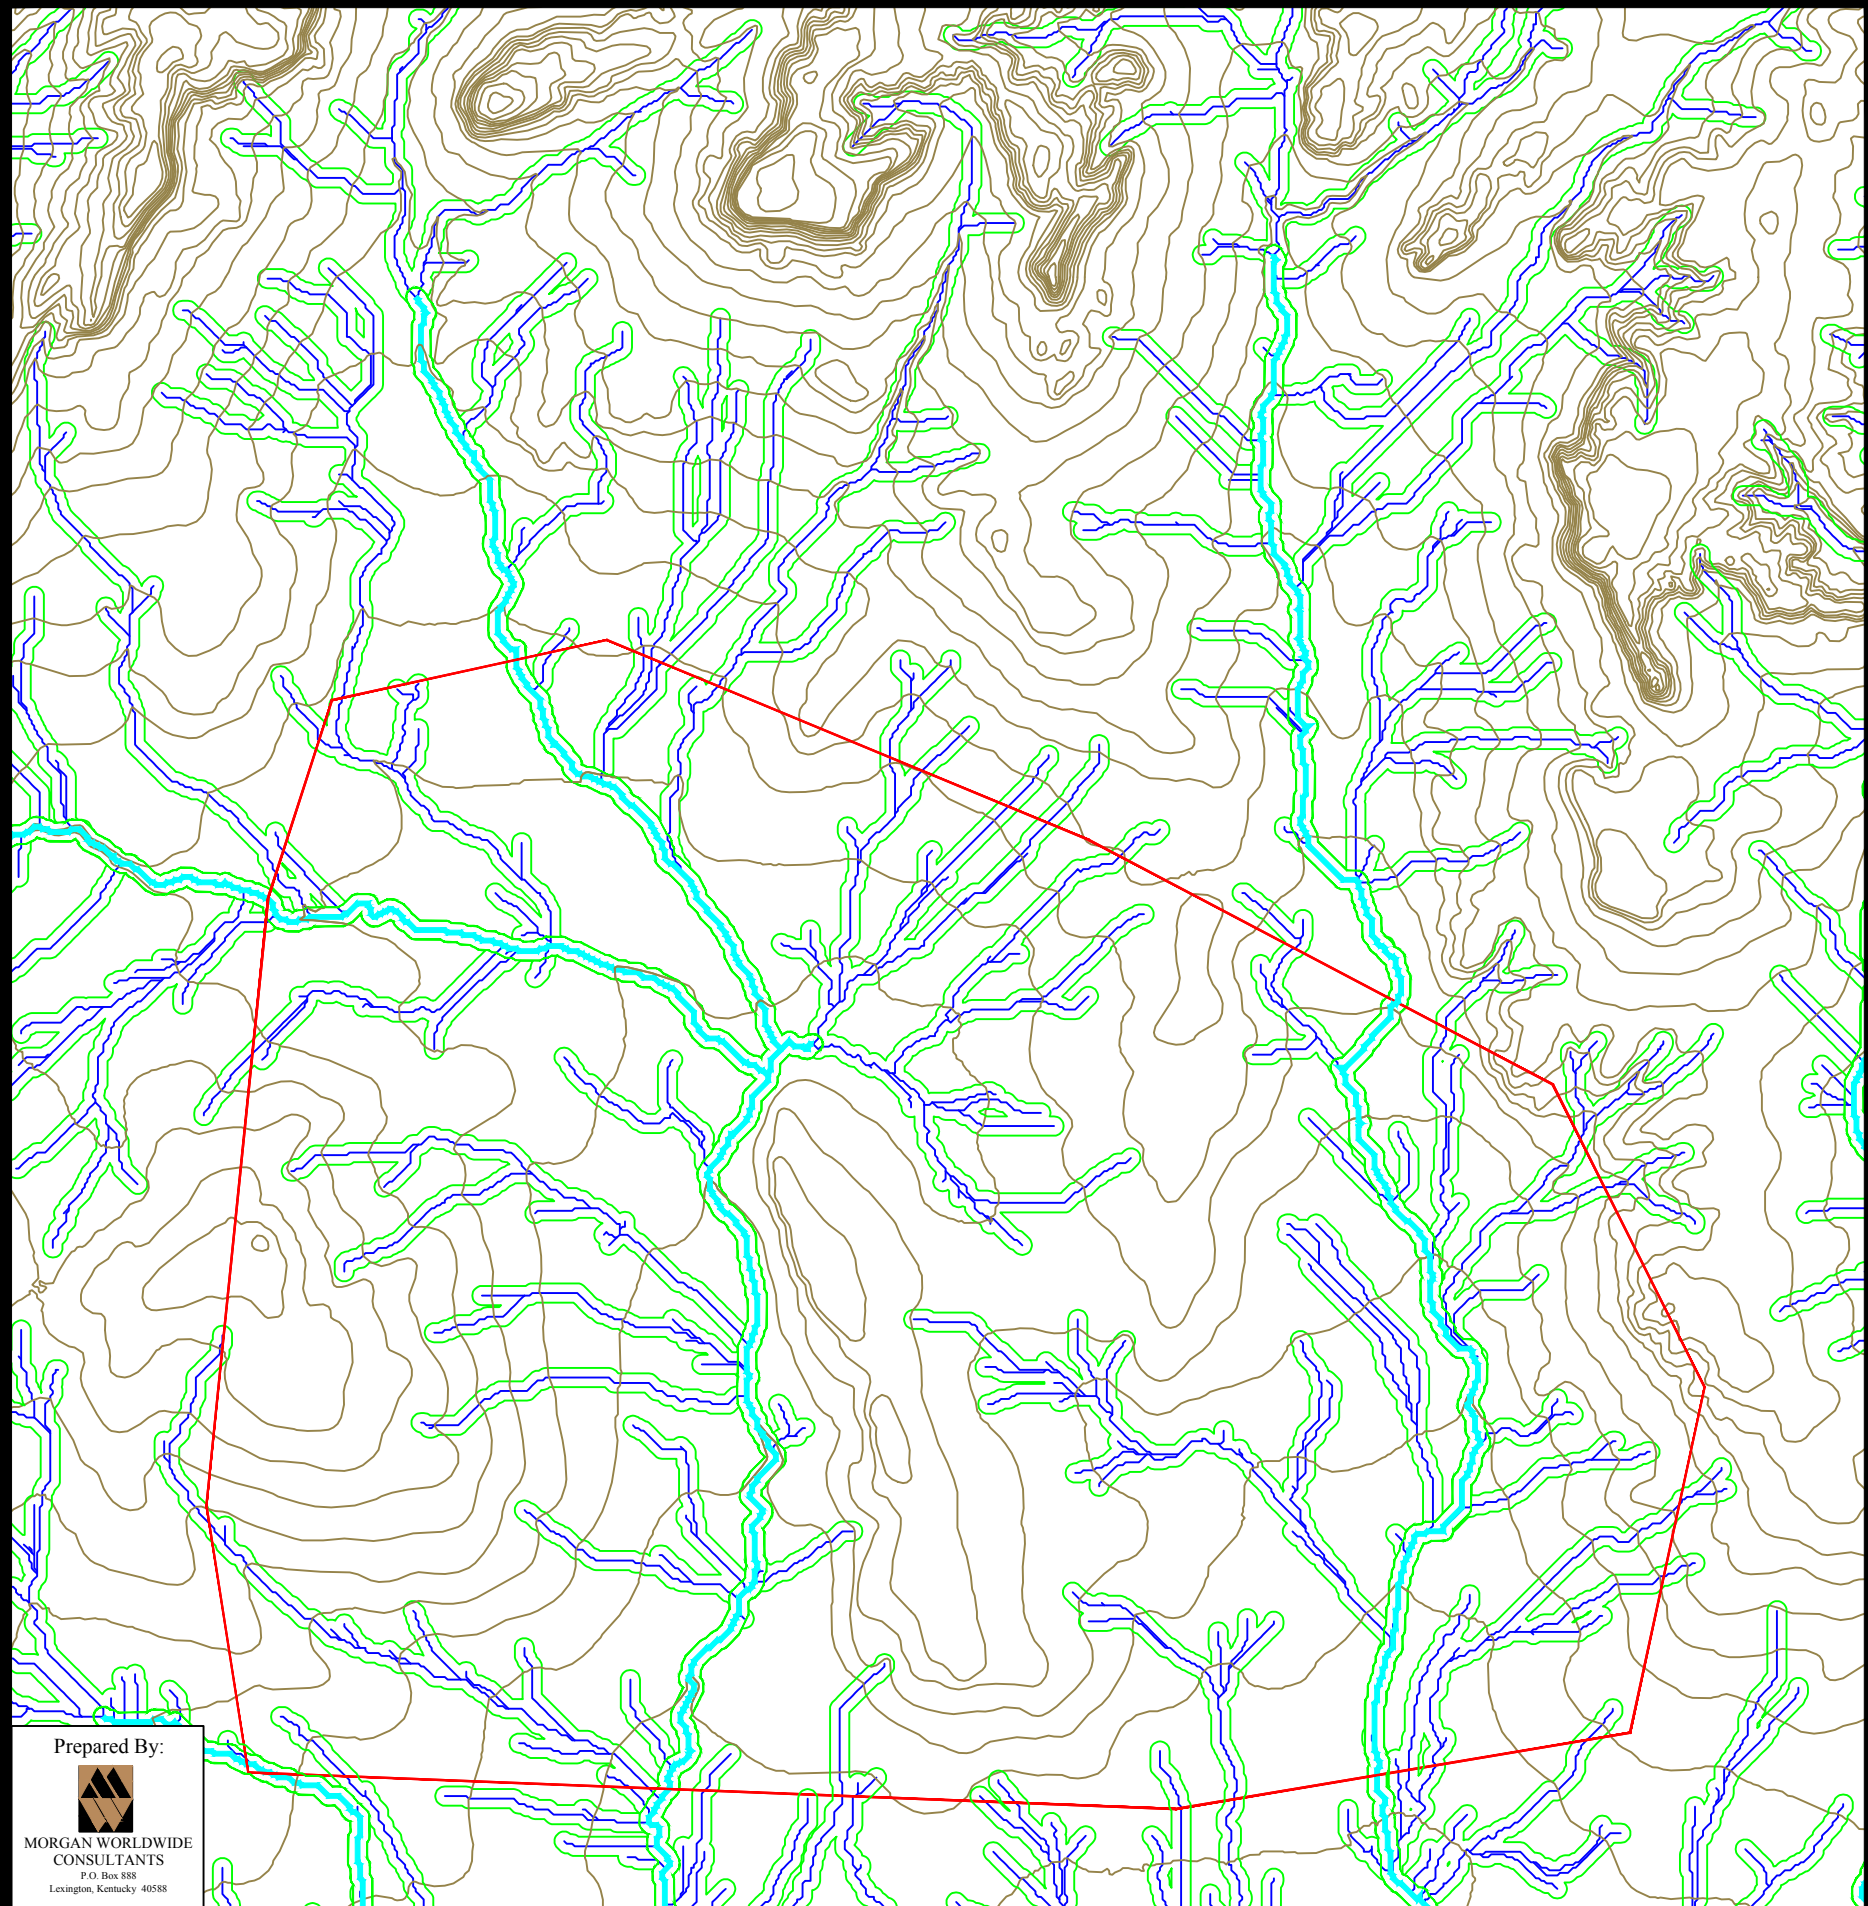 Prepared By:
MORGAN WORLDWIDE
CONSULTANTS
P.O. Box 888
Lexington, Kentucky 40588